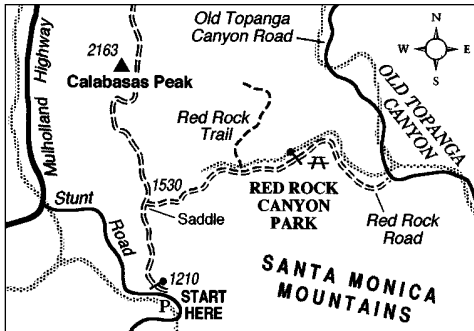 Old Topanga
Canyon Road
N
W
E
S
2163
Calabasas Peak
Mulholland Highway
Red Rock
Trail
OLD TOPANGA
CANYON
1530
Saddle
Stunt
Road
RED ROCK
CANYON
PARK
Red Rock
Road
1210
P
START
HERE
SANTA MONICA
MOUNTAINS